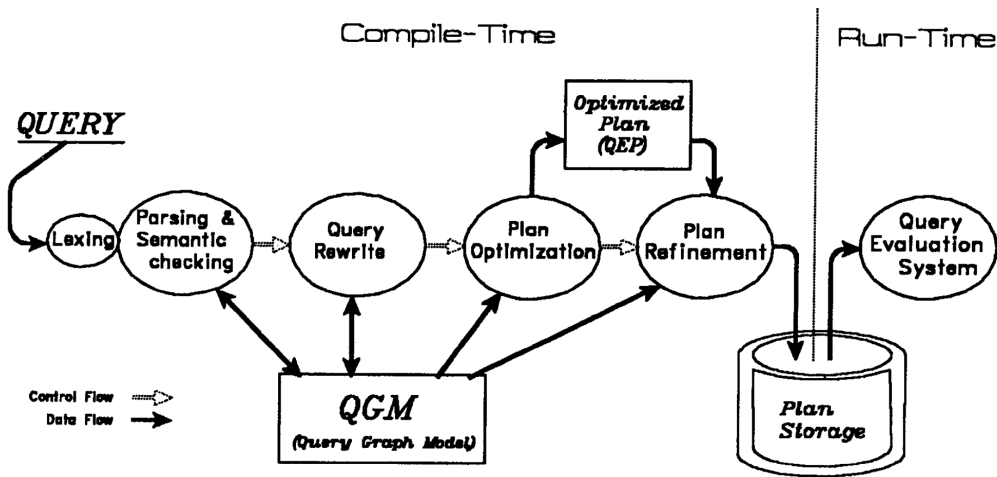 Compile-Time
Run-Time
QUERY
Optimized
Plan
(QEP)
Lexing
Parsing &
Semantic
checking
Query
Rewrite
Plan
Optimization
Plan
Refinement
Query
Evaluation
System
Control Flow
Data Flow
QGM
(Query Graph Model)
Plan
Storage